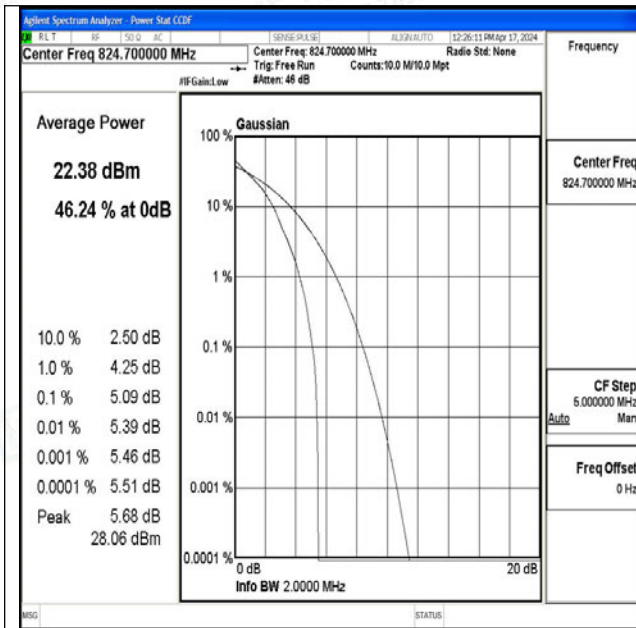 Agilent Spectrum Analyzer - Power Stat CCDF
RL T RF 50 Ω AC SENSE:PULSE ALIGNAUTO 12:26:11 PM Apr 17, 2024
Center Freq 824.700000 MHz
Center Freq: 824.700000 MHz Radio Std: None
Trig: Free Run Counts:10.0 M/10.0 Mpt
#IFGain:Low #Atten: 46 dB
Frequency
Average Power
22.38 dBm
46.24 % at 0dB
10.0 % 2.50 dB
1.0 % 4.25 dB
0.1 % 5.09 dB
0.01 % 5.39 dB
0.001 % 5.46 dB
0.0001 % 5.51 dB
Peak 5.68 dB
28.06 dBm
Gaussian
100 %
10 %
1 %
0.1 %
0.01 %
0.001 %
0.0001 %
0 dB 20 dB
Info BW 2.0000 MHz
Center Freq
824.700000 MHz
CF Step
5.000000 MHz
Auto Man
Freq Offset
0 Hz
MSG STATUS